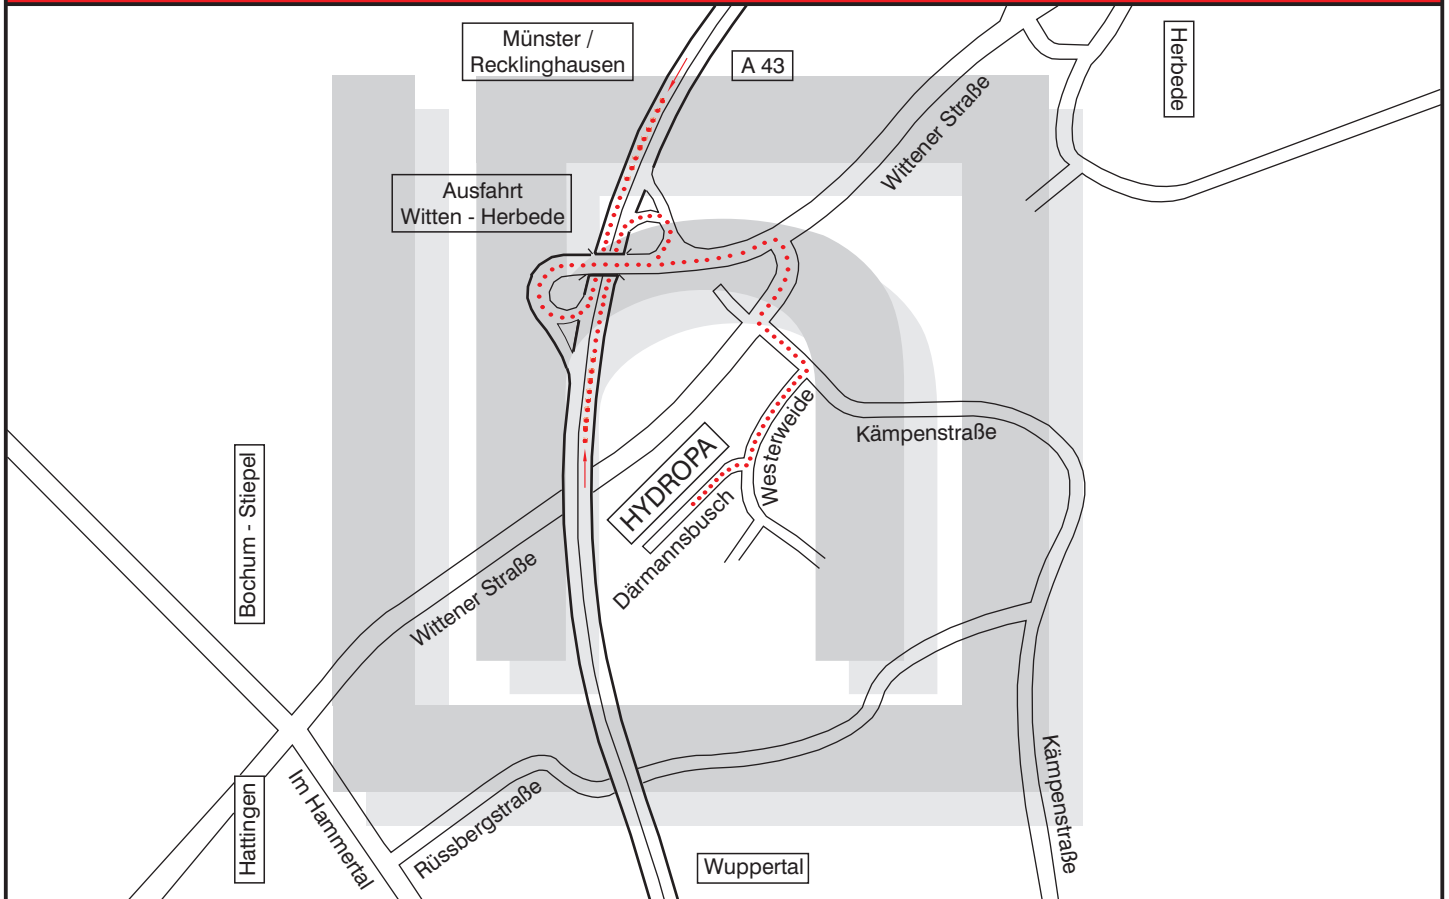 Münster /
Recklinghausen
A 43
Herbede
Wittener Straße
Ausfahrt
Witten - Herbede
Westerweide
Kämpenstraße
HYDROPA
Därmannsbusch
Bochum - Stiepel
Wittener Straße
Hattingen
Im Hammertal
Rüssbergstraße
Kämpenstraße
Wuppertal